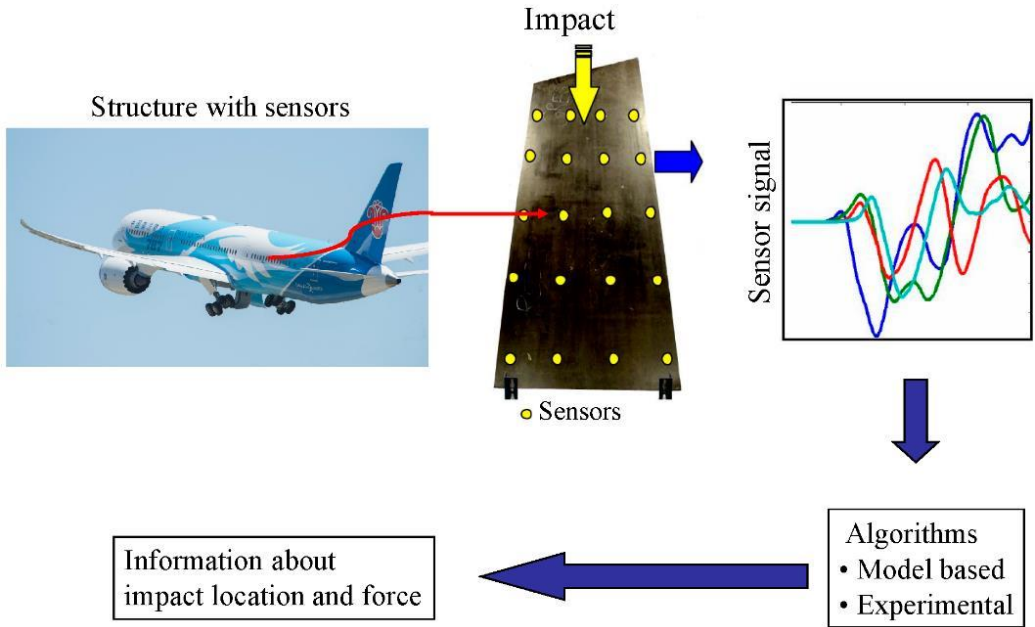 Impact
Structure with sensors
Sensor signal
Sensors
Algorithms
• Model based
• Experimental
Information about
impact location and force